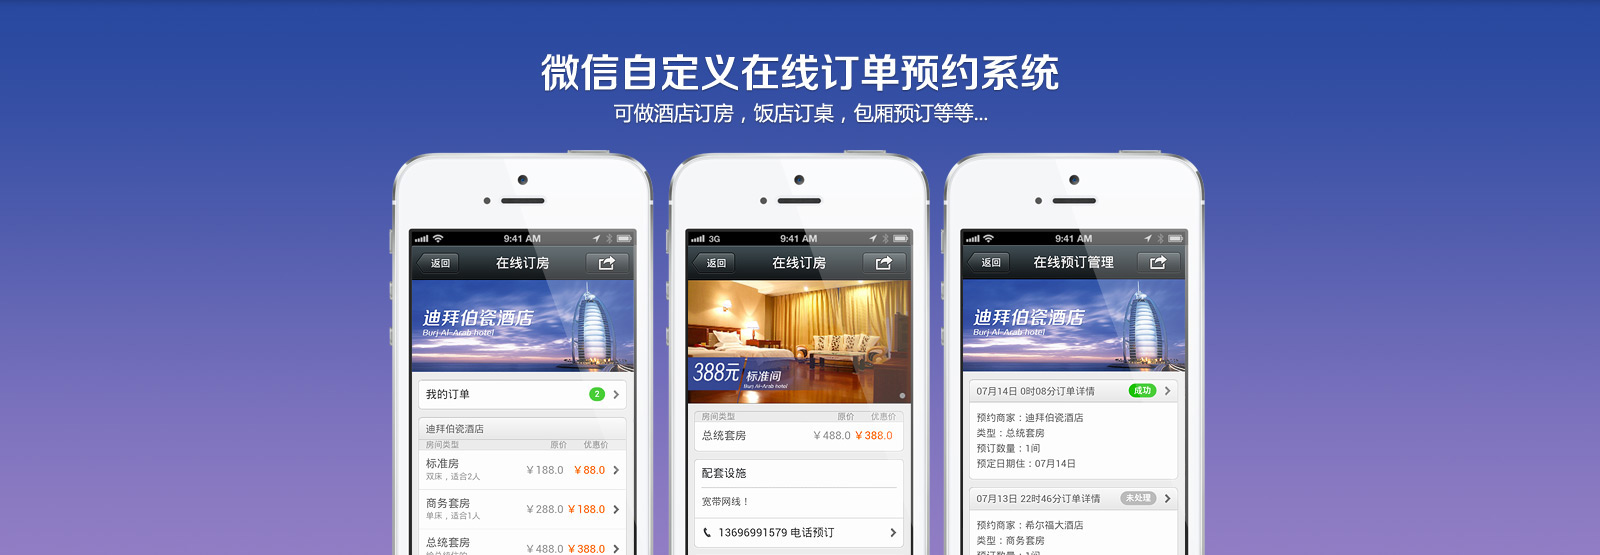 微信自定义在线订单预约系统
可做酒店订房，饭店订桌，包厢预订等等...
9:41 AM
返回
在线订房
迪拜伯瓷酒店
Burj Al-Arab hotel
我的订单 2
迪拜伯瓷酒店
房间类型 原价 优惠价
标准房 ￥188.0 ￥88.0
双床，适合2人
商务套房 ￥288.0 ￥188.0
单床，适合1人
总统套房 ￥488.0 ￥388.0
3G 9:41 AM
返回
在线订房
388元 标准间
Burj Al-Arab hotel
房间类型 原价 优惠价
总统套房 ￥488.0 ￥388.0
配套设施
宽带网线！
13696991579 电话预订
9:41 AM
返回
在线预订管理
迪拜伯瓷酒店
Burj Al-Arab hotel
07月14日 0时08分订单详情 成功
预约商家：迪拜伯瓷酒店
类型：总统套房
预订数量：1间
预定日期住：07月14日
07月13日 22时46分订单详情 未处理
预约商家：希尔福大酒店
类型：商务套房
预订数量：1间